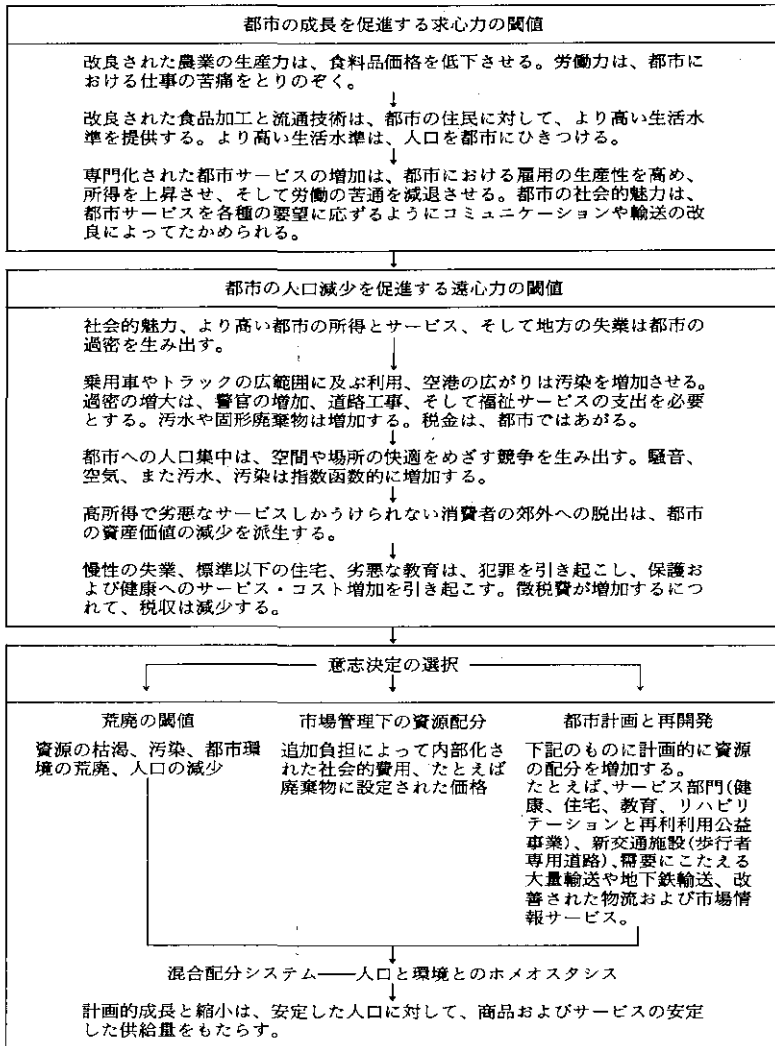 都市の成長を促進する求心力の閾値
改良された農業の生産力は、食料品価格を低下させる。労働力は、都市に
おける仕事の苦痛をとりのぞく。
改良された食品加工と流通技術は、都市の住民に対して、より高い生活水
準を提供する。より高い生活水準は、人口を都市にひきつける。
専門化された都市サービスの増加は、都市における雇用の生産性を高め、
所得を上昇させ、そして労働の苦通を減退させる。都市の社会的魅力は、
都市サービスを各種の要望に応ずるようにコミュニケーションや輸送の改
良によってたかめられる。
都市の人口減少を促進する遠心力の閾値
社会的魅力、より高い都市の所得とサービス、そして地方の失業は都市の
過密を生み出す。
乗用車やトラックの広範囲に及ぶ利用、空港の広がりは汚染を増加させる。
過密の増大は、警官の増加、道路工事、そして福祉サービスの支出を必要
とする。汚水や固形廃棄物は増加する。税金は、都市ではあがる。
都市への人口集中は、空間や場所の快適をめざす競争を生み出す。騒音、
空気、また汚水、汚染は指数函数的に増加する。
高所得で劣悪なサービスしかうけられない消費者の郊外への脱出は、都市
の資産価値の減少を派生する。
慢性の失業、標準以下の住宅、劣悪な教育は、犯罪を引き起こし、保護お
よび健康へのサービス・コスト増加を引き起こす。徴税費が増加するにつ
れて、税収は減少する。
意志決定の選択
荒廃の閾値
資源の枯渇、汚染、都市環
境の荒廃、人口の減少
市場管理下の資源配分
追加負担によって内部化さ
れた社会的費用、たとえば
廃棄物に設定された価格
都市計画と再開発
下記のものに計画的に資源
の配分を増加する。
たとえば、サービス部門(健
康、住宅、教育、リハビリ
テーションと再利利用公益
事業)、新交通施設(歩行者
専用道路)、需要にこたえる
大量輸送や地下鉄輸送、改
善された物流および市場情
報サービス。
混合配分システム――人口と環境とのホメオスタシス
計画的成長と縮小は、安定した人口に対して、商品およびサービスの安定
した供給量をもたらす。